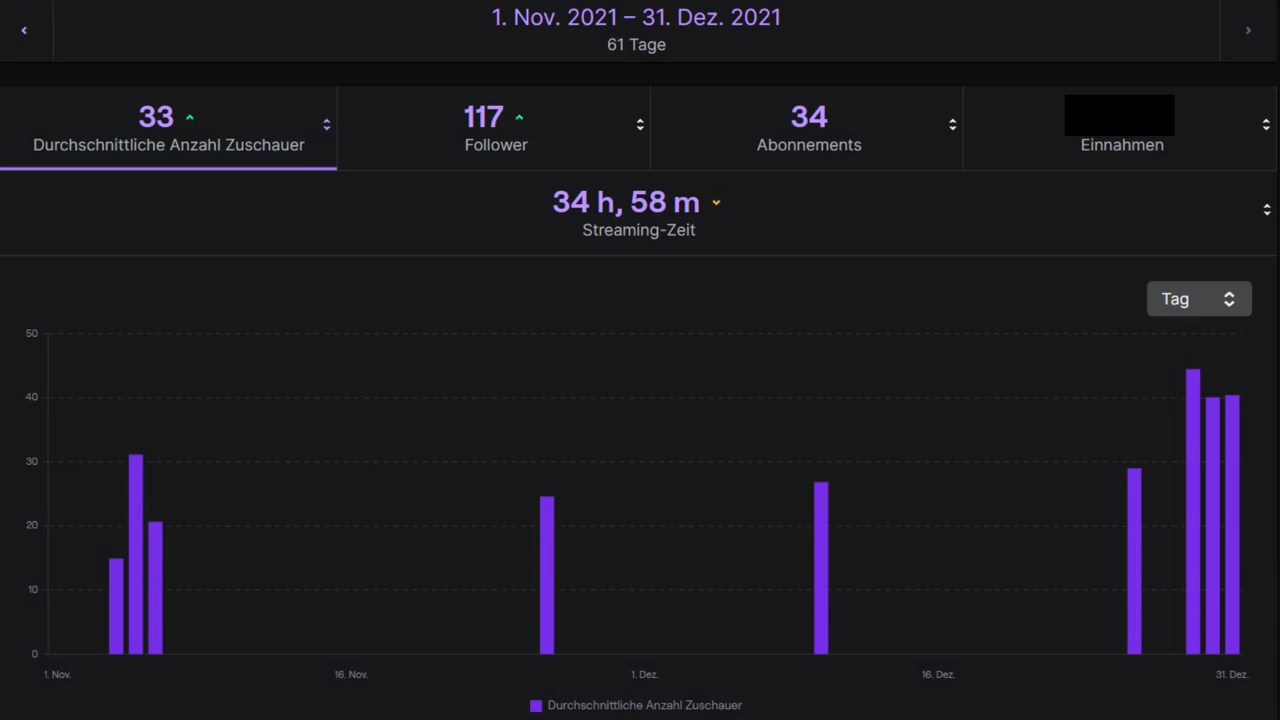 1. Nov. 2021 – 31. Dez. 2021
61 Tage
33
Durchschnittliche Anzahl Zuschauer
117
Follower
34
Abonnements
Einnahmen
34 h, 58 m
Streaming-Zeit
Tag
50
40
30
20
10
0
1. Nov.
16. Nov.
1. Dez.
16. Dez.
31. Dez.
Durchschnittliche Anzahl Zuschauer